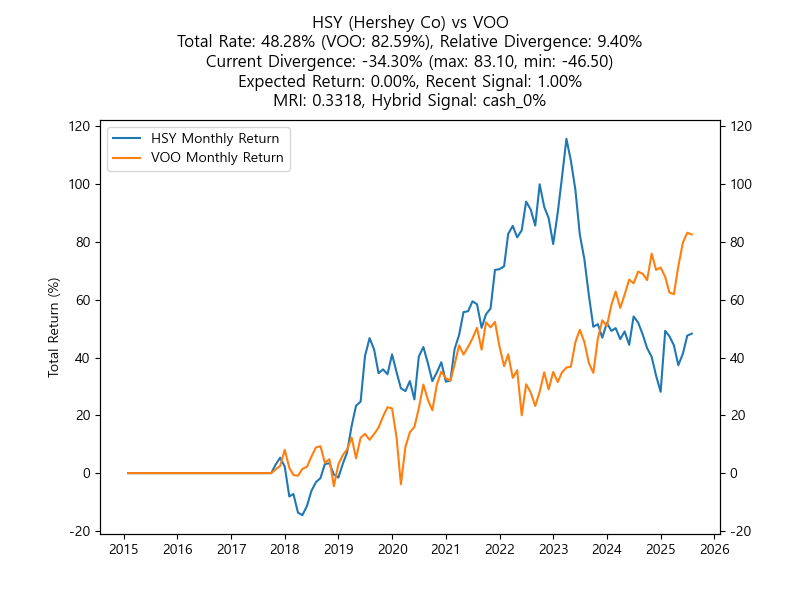 HSY (Hershey Co) vs VOO
Total Rate: 48.28% (VOO: 82.59%), Relative Divergence: 9.40%
Current Divergence: -34.30% (max: 83.10, min: -46.50)
Expected Return: 0.00%, Recent Signal: 1.00%
MRI: 0.3318, Hybrid Signal: cash_0%
HSY Monthly Return
VOO Monthly Return
Total Return (%)
120
100
80
60
40
20
0
-20
120
100
80
60
40
20
0
-20
2015 2016 2017 2018 2019 2020 2021 2022 2023 2024 2025 2026